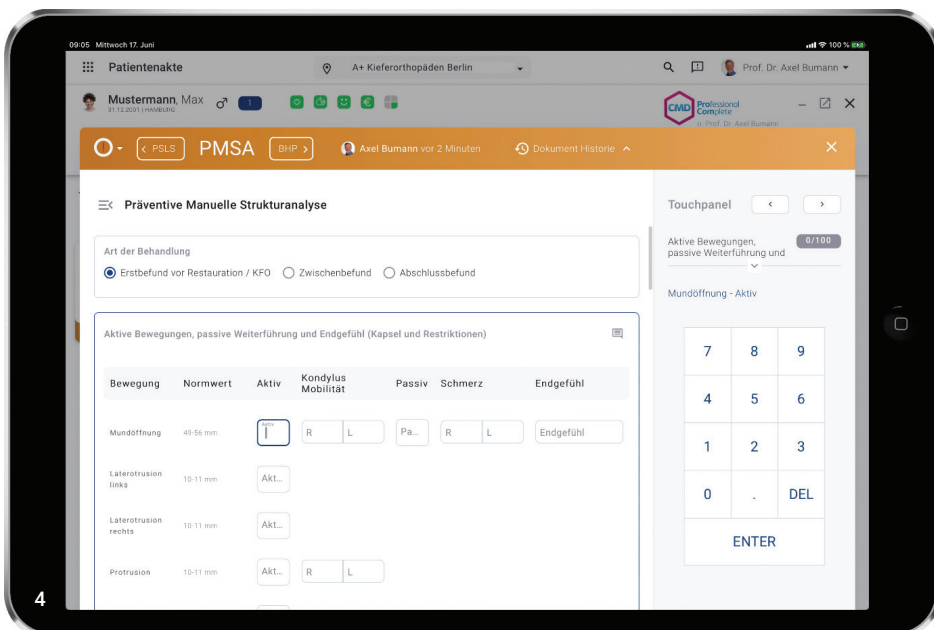 09:05 Mittwoch 17. Juni
100 %
Patientenakte
A+ Kieferorthopäden Berlin
Prof. Dr. Axel Bumann
Mustermann, Max
1
31.12.2001 | HAMBURG
CMD Professional Complete
n. Prof. Dr. Axel Bumann
< PSLS
PMSA
BHP >
Axel Bumann vor 2 Minuten
Dokument Historie
Präventive Manuelle Strukturanalyse
Art der Behandlung
Erstbefund vor Restauration / KFO
Zwischenbefund
Abschlussbefund
Aktive Bewegungen, passive Weiterführung und Endgefühl (Kapsel und Restriktionen)
Bewegung Normwert Aktiv Kondylus Mobilität Passiv Schmerz Endgefühl
Mundöffnung 49-56 mm Aktiv R L Pa... R L Endgefühl
Laterotrusion links 10-11 mm Akt...
Laterotrusion rechts 10-11 mm Akt...
Protrusion 10-11 mm Akt... R L
Touchpanel < >
Aktive Bewegungen, 0/100
passive Weiterführung und
Mundöffnung - Aktiv
7 8 9
4 5 6
1 2 3
0 . DEL
ENTER
4